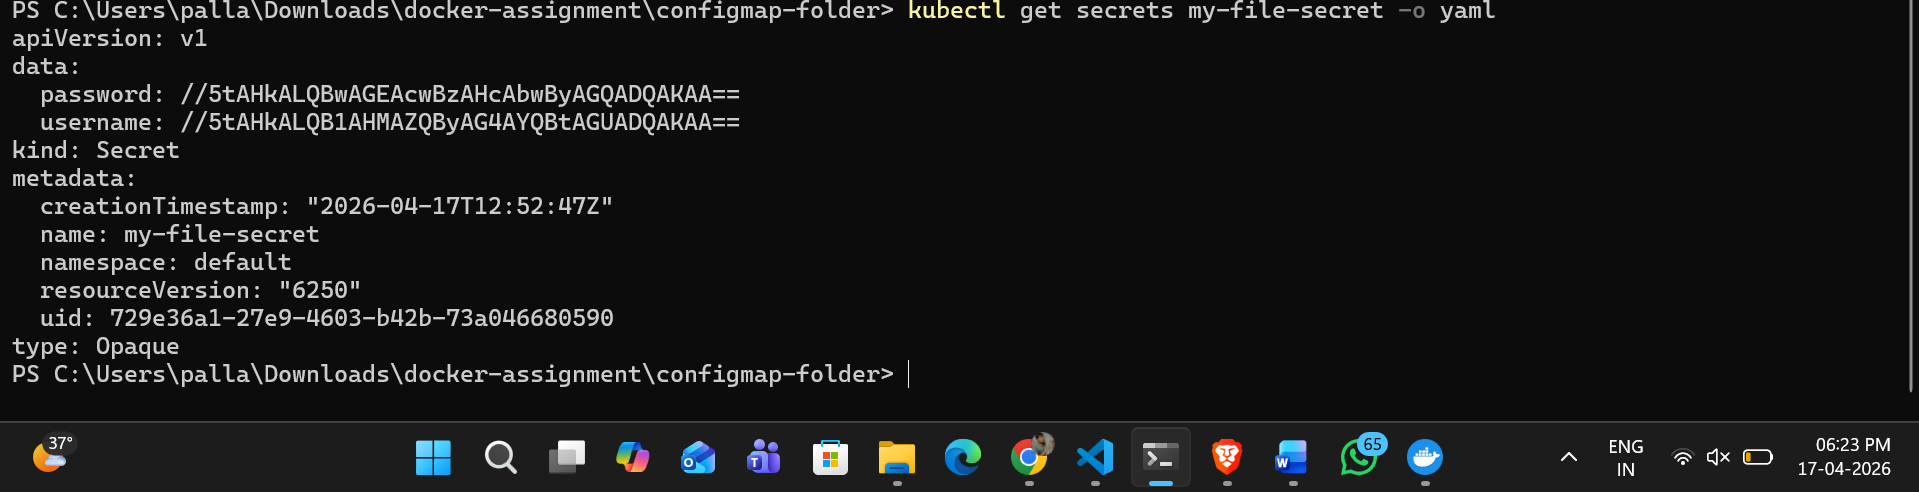 PS C:\Users\palla\Downloads\docker-assignment\configmap-folder> kubectl get secrets my-file-secret -o yaml
apiVersion: v1
data:
  password: //5tAHkALQBwAGEAcwBzAHcAbwByAGQADQAKAA==
  username: //5tAHkALQB1AHMAZQByAG4AYQBtAGUADQAKAA==
kind: Secret
metadata:
  creationTimestamp: "2026-04-17T12:52:47Z"
  name: my-file-secret
  namespace: default
  resourceVersion: "6250"
  uid: 729e36a1-27e9-4603-b42b-73a046680590
type: Opaque
PS C:\Users\palla\Downloads\docker-assignment\configmap-folder>
37°
65
ENG
IN
06:23 PM
17-04-2026